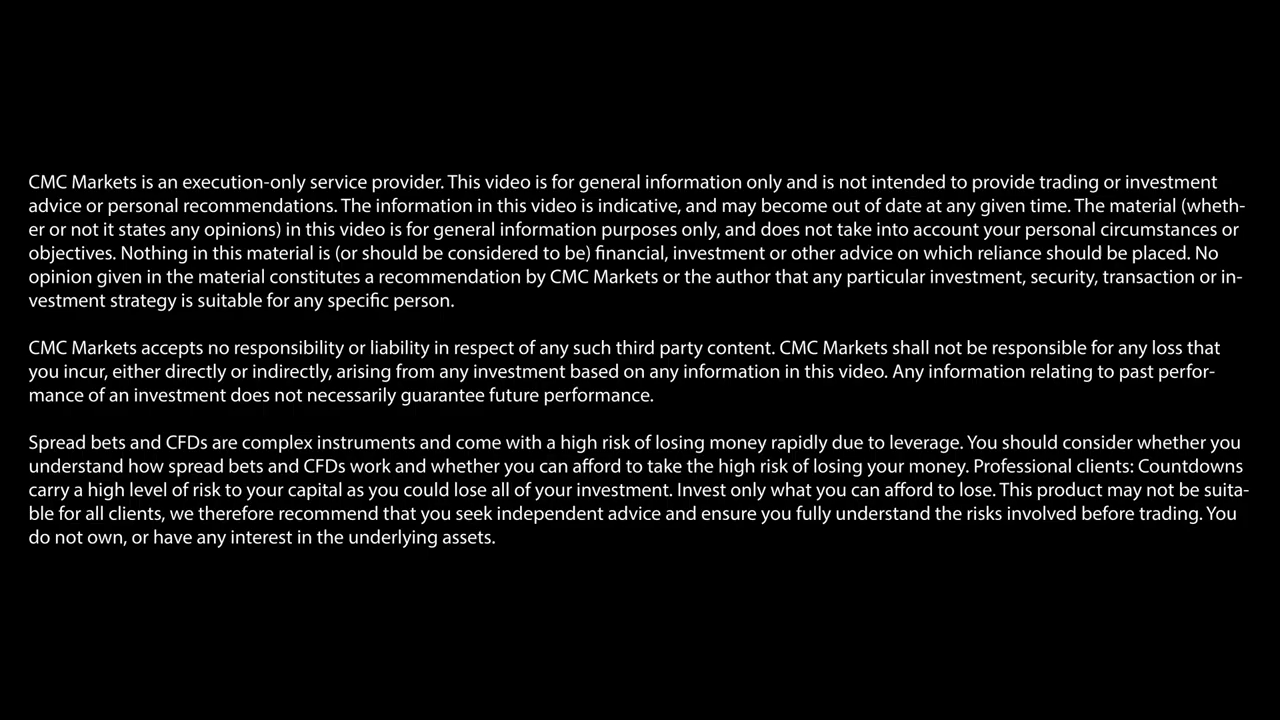 CMC Markets is an execution-only service provider. This video is for general information only and is not intended to provide trading or investment
advice or personal recommendations. The information in this video is indicative, and may become out of date at any given time. The material (wheth-
er or not it states any opinions) in this video is for general information purposes only, and does not take into account your personal circumstances or
objectives. Nothing in this material is (or should be considered to be) financial, investment or other advice on which reliance should be placed. No
opinion given in the material constitutes a recommendation by CMC Markets or the author that any particular investment, security, transaction or in-
vestment strategy is suitable for any specific person.
CMC Markets accepts no responsibility or liability in respect of any such third party content. CMC Markets shall not be responsible for any loss that
you incur, either directly or indirectly, arising from any investment based on any information in this video. Any information relating to past perfor-
mance of an investment does not necessarily guarantee future performance.
Spread bets and CFDs are complex instruments and come with a high risk of losing money rapidly due to leverage. You should consider whether you
understand how spread bets and CFDs work and whether you can afford to take the high risk of losing your money. Professional clients: Countdowns
carry a high level of risk to your capital as you could lose all of your investment. Invest only what you can afford to lose. This product may not be suita-
ble for all clients, we therefore recommend that you seek independent advice and ensure you fully understand the risks involved before trading. You
do not own, or have any interest in the underlying assets.